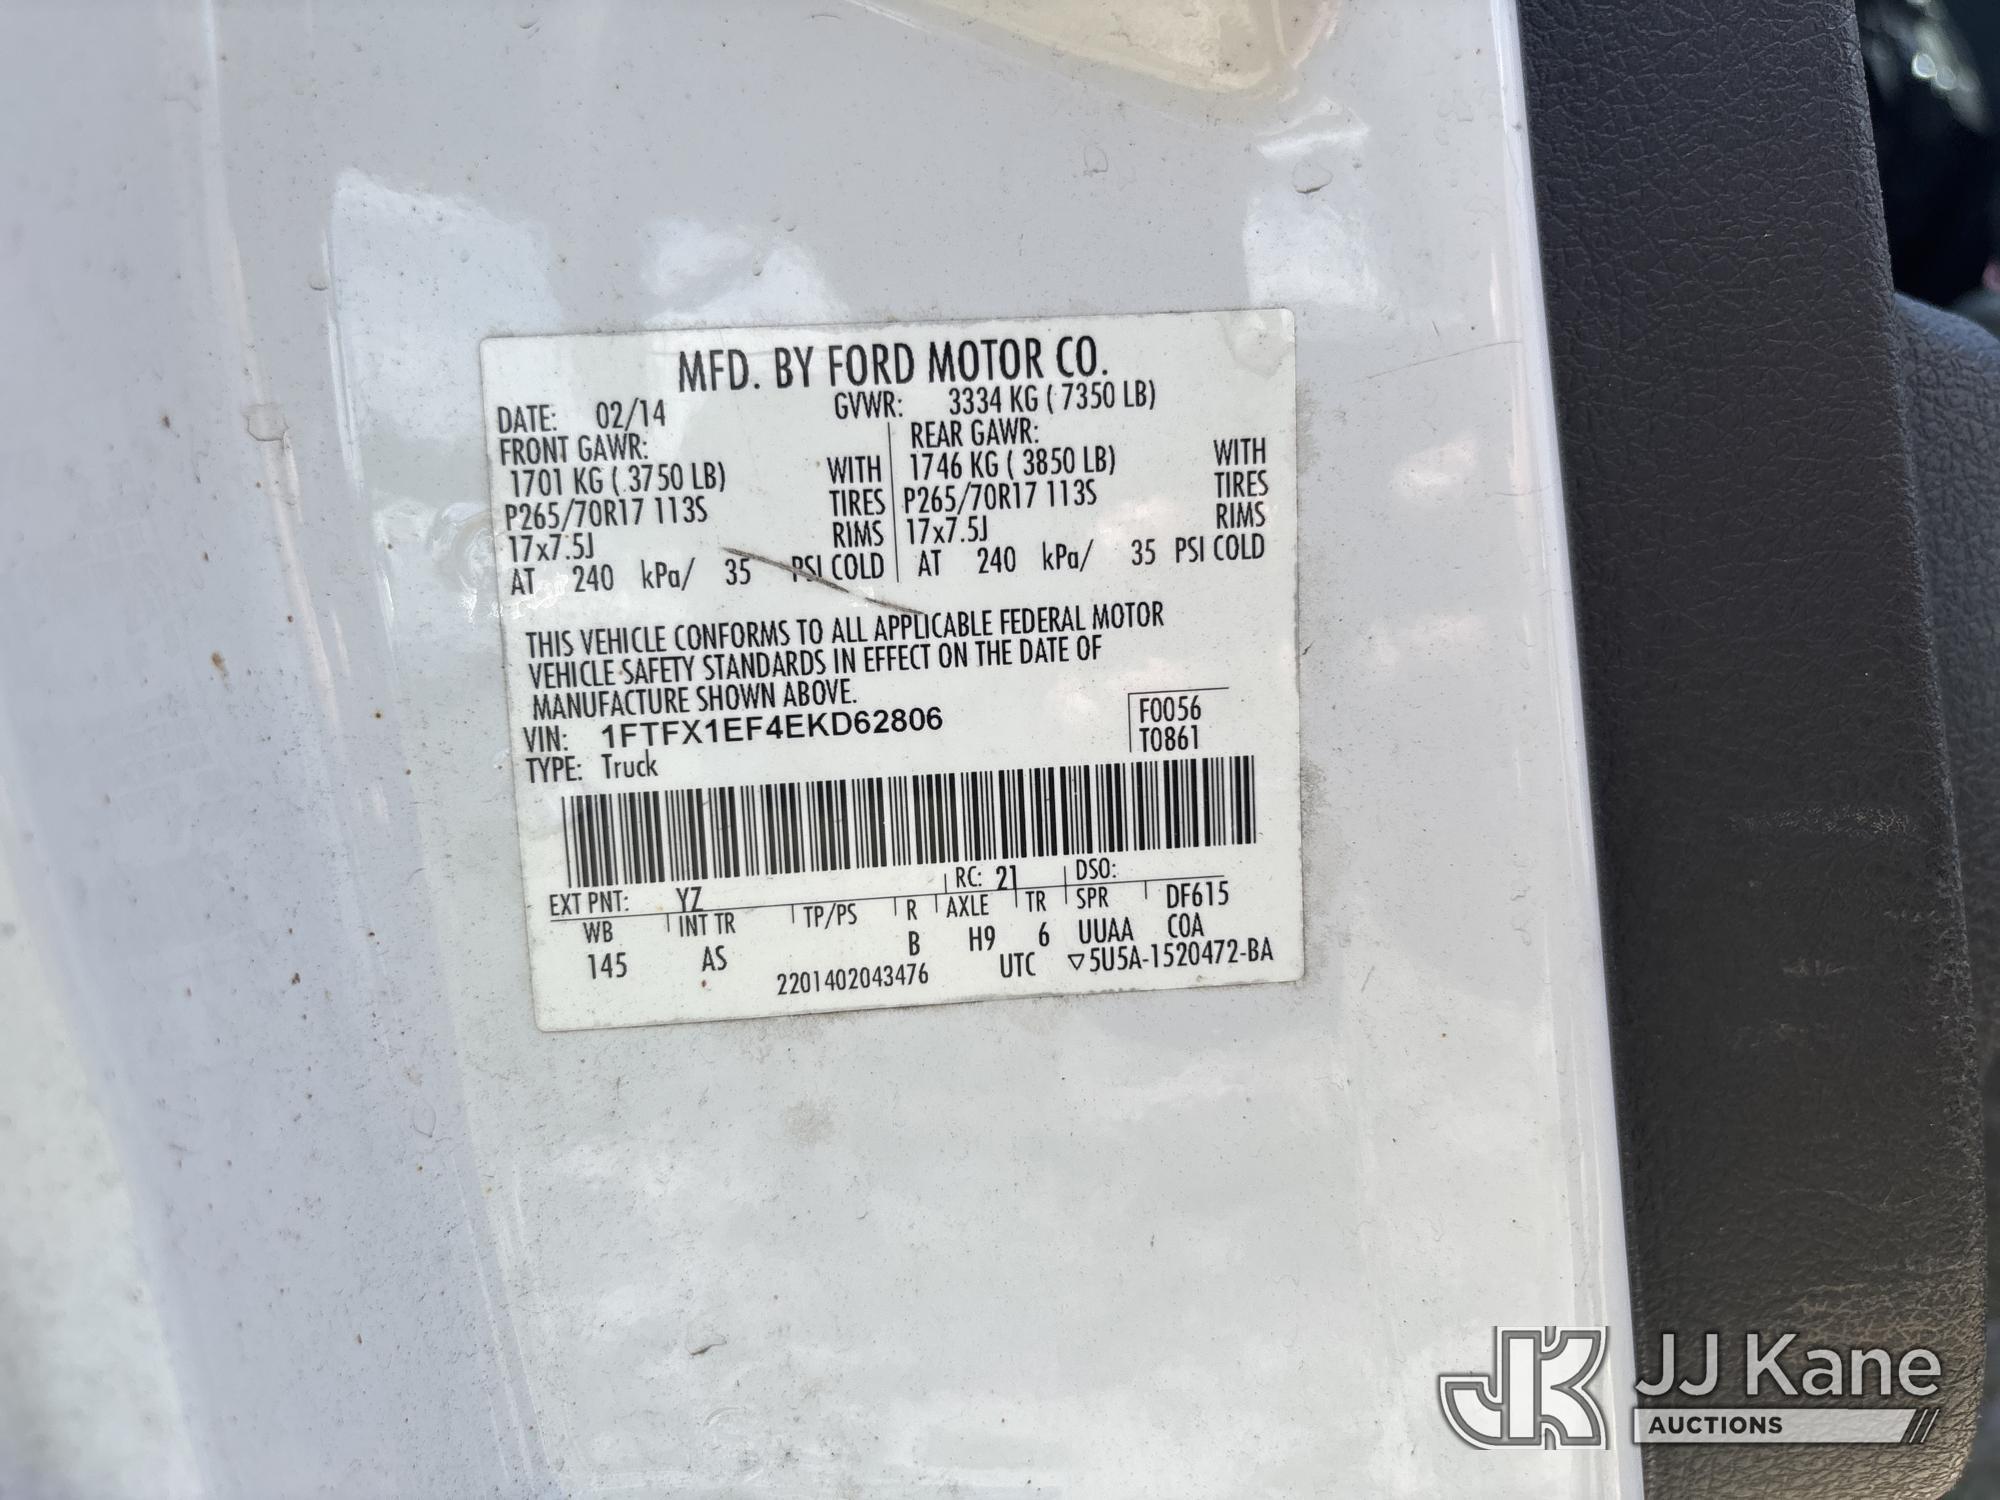 MFD. BY FORD MOTOR CO.
DATE: 02/14 GVWR: 3334 KG ( 7350 LB)
FRONT GAWR: REAR GAWR:
1701 KG ( 3750 LB) WITH 1746 KG ( 3850 LB) WITH
P265/70R17 113S TIRES P265/70R17 113S TIRES
17x7.5J RIMS 17x7.5J RIMS
AT 240 kPa/ 35 PSI COLD AT 240 kPa/ 35 PSI COLD
THIS VEHICLE CONFORMS TO ALL APPLICABLE FEDERAL MOTOR
VEHICLE SAFETY STANDARDS IN EFFECT ON THE DATE OF
MANUFACTURE SHOWN ABOVE.
VIN: 1FTFX1EF4EKD62806 F0056
TYPE: Truck T0861
EXT PNT: YZ RC: 21 DSO:
WB INT TR TP/PS R AXLE TR SPR DF615
145 AS B H9 6 UUAA COA
2201402043476 UTC ▽5U5A-1520472-BA
JK JJ Kane
AUCTIONS